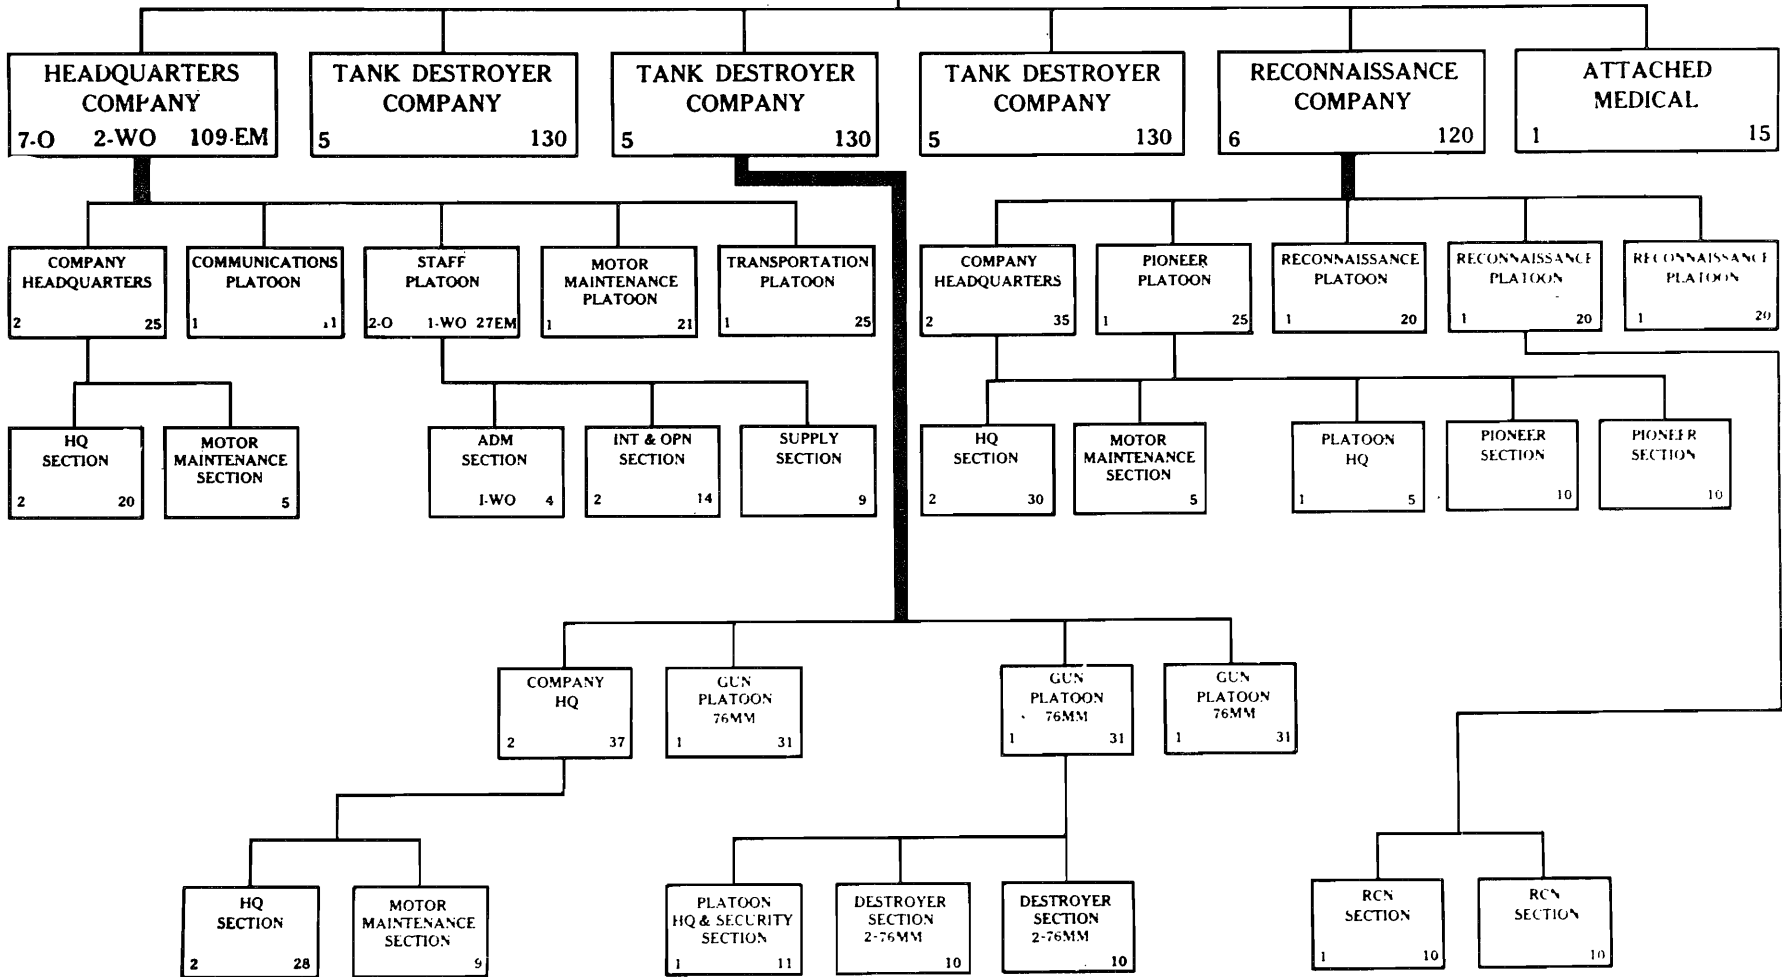 HEADQUARTERS
COMPANY
7-O 2-WO 109-EM
TANK DESTROYER
COMPANY
5 130
TANK DESTROYER
COMPANY
5 130
TANK DESTROYER
COMPANY
5 130
RECONNAISSANCE
COMPANY
6 120
ATTACHED
MEDICAL
1 15
COMPANY
HEADQUARTERS
2 25
COMMUNICATIONS
PLATOON
1
STAFF
PLATOON
2-O 1-WO 27EM
MOTOR
MAINTENANCE
PLATOON
1 21
TRANSPORTATION
PLATOON
1 25
COMPANY
HEADQUARTERS
2 35
PIONEER
PLATOON
1 25
RECONNAISSANCE
PLATOON
1 20
RECONNAISSANCE
PLATOON
1 20
RECONNAISSANCE
PLATOON
1 20
HQ
SECTION
2 20
MOTOR
MAINTENANCE
SECTION
5
ADM
SECTION
1-WO 4
INT & OPN
SECTION
2 14
SUPPLY
SECTION
9
HQ
SECTION
2 30
MOTOR
MAINTENANCE
SECTION
5
PLATOON
HQ
1 5
PIONEER
SECTION
10
PIONEER
SECTION
10
COMPANY
HQ
2 37
GUN
PLATOON
76MM
1 31
GUN
PLATOON
76MM
1 31
GUN
PLATOON
76MM
1 31
HQ
SECTION
2 28
MOTOR
MAINTENANCE
SECTION
9
PLATOON
HQ & SECURITY
SECTION
1 11
DESTROYER
SECTION
2-76MM
10
DESTROYER
SECTION
2-76MM
10
RCN
SECTION
1 10
RCN
SECTION
10